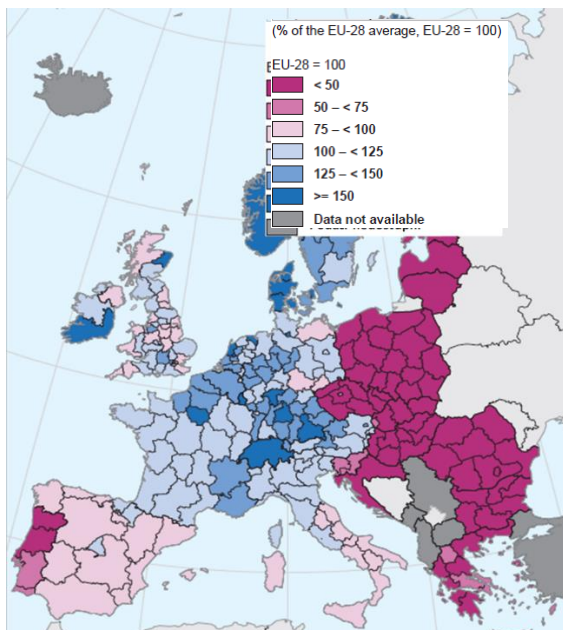 (% of the EU-28 average, EU-28 = 100)
EU-28 = 100
< 50
50 – < 75
75 – < 100
100 – < 125
125 – < 150
>= 150
Data not available